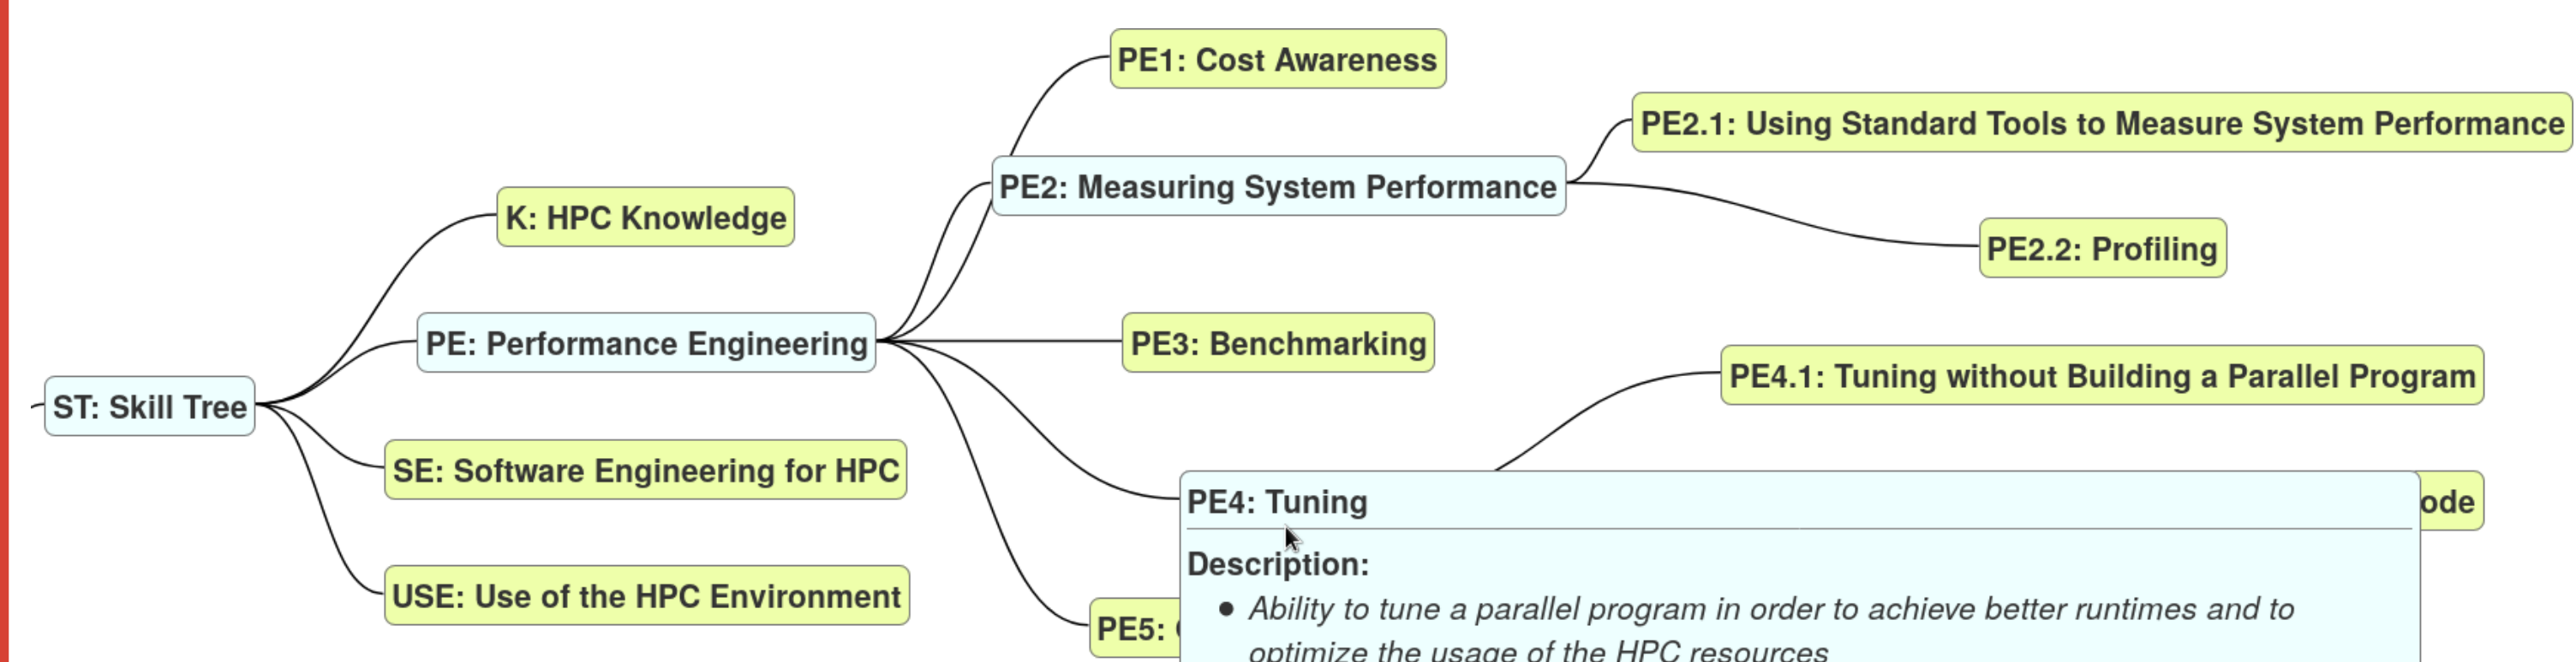 PE1: Cost Awareness
PE2.1: Using Standard Tools to Measure System Performance
PE2: Measuring System Performance
K: HPC Knowledge
PE2.2: Profiling
PE: Performance Engineering
PE3: Benchmarking
PE4.1: Tuning without Building a Parallel Program
ST: Skill Tree
SE: Software Engineering for HPC
PE4: Tuning
ode
Description:
USE: Use of the HPC Environment
● Ability to tune a parallel program in order to achieve better runtimes and to
optimize the usage of the HPC resources
PE5: